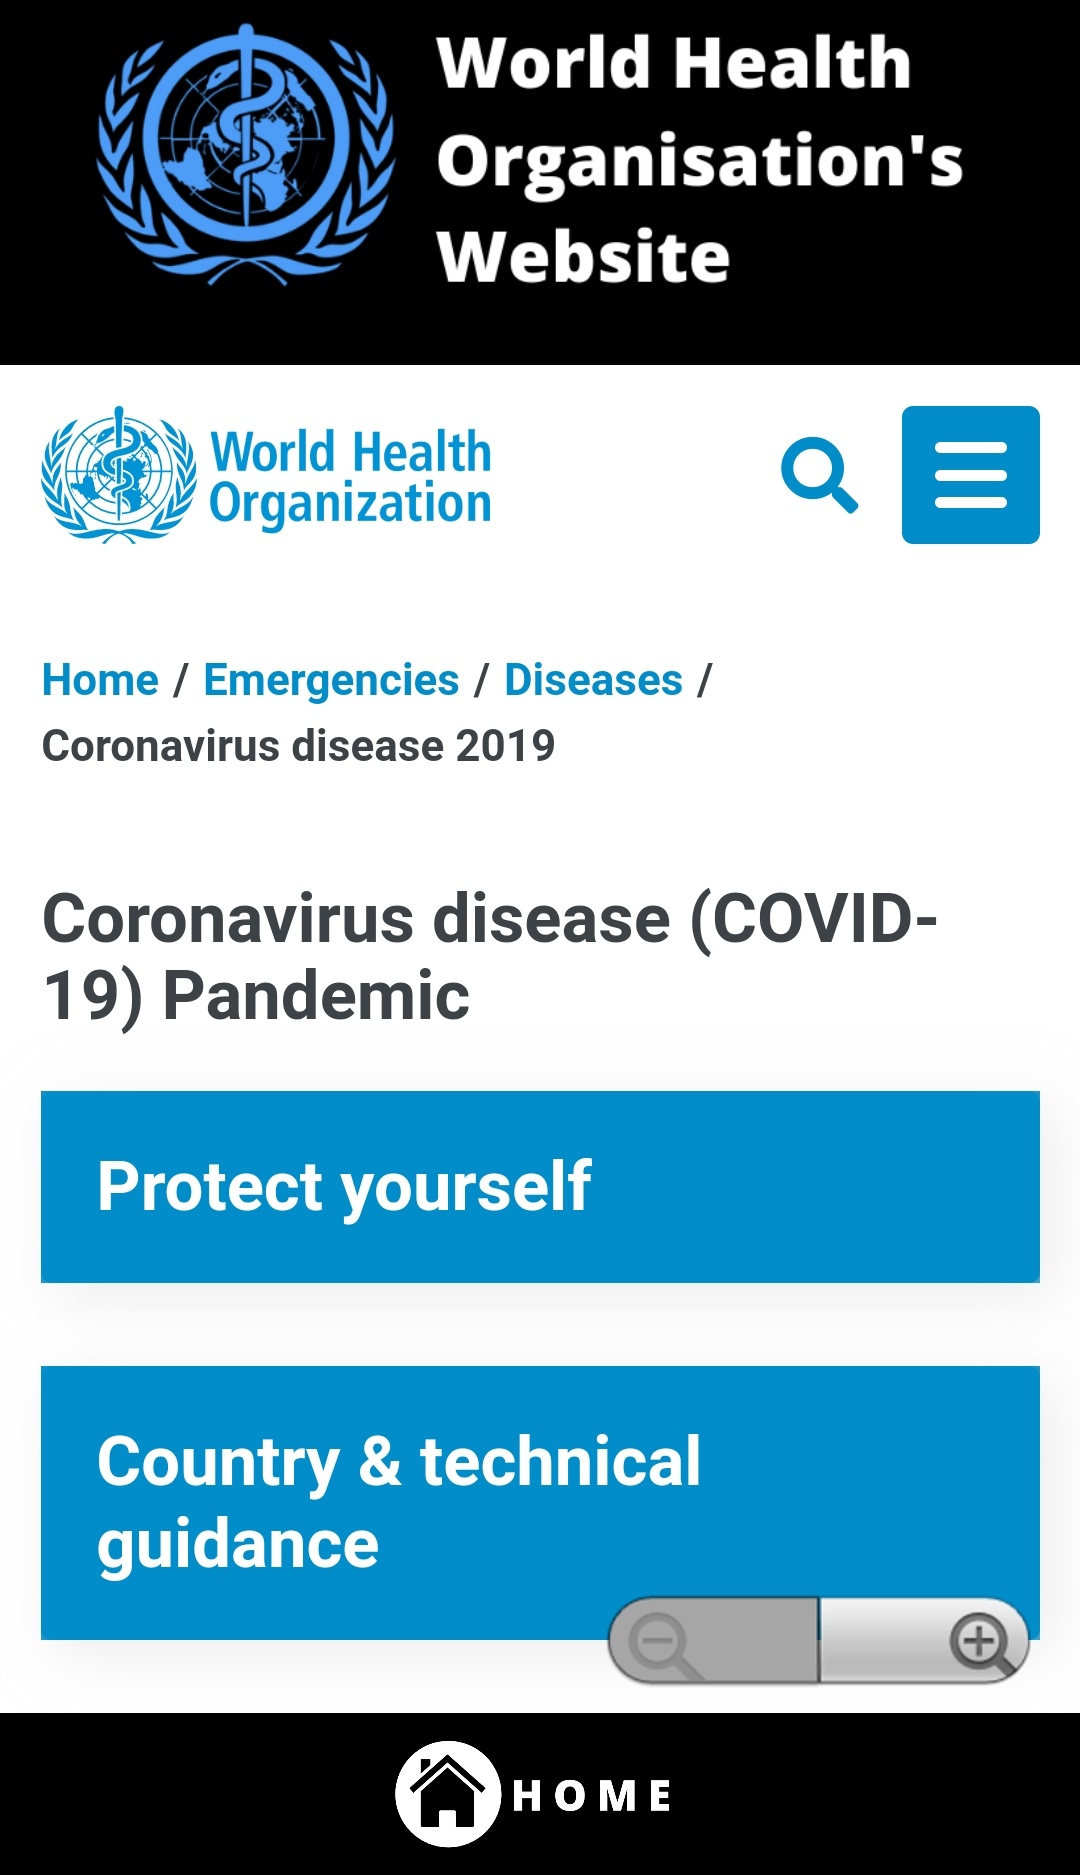 World Health
Organisation's
Website
World Health
Organization
Home / Emergencies / Diseases /
Coronavirus disease 2019
Coronavirus disease (COVID-
19) Pandemic
Protect yourself
Country & technical
guidance
HOME